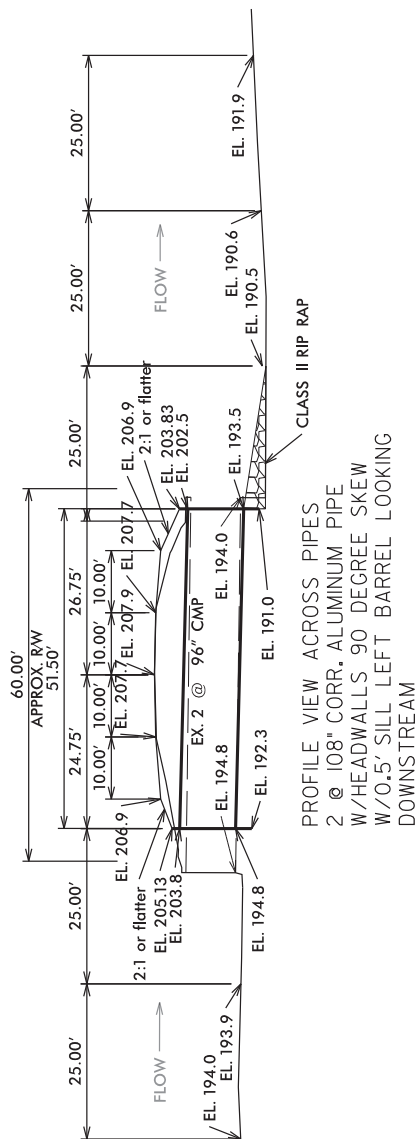 60.00'
APPROX. RW
51.50'
25.00'
25.00'
24.75'
26.75'
25.00'
25.00'
25.00'
10.00'
10.00'
10.00'
10.00'
FLOW
FLOW
EL. 194.0
EL. 193.9
2:1 or flatter
EL. 205.13
EL. 203.8
EL. 206.9
EL. 207.7
EL. 207.9
EL. 207.7
EL. 206.9
2:1 or flatter
EL. 203.83
EL. 202.5
EX. 2 @ 96" CMP
EL. 194.8
EL. 194.8
EL. 192.3
EL. 194.0
EL. 193.5
EL. 191.0
EL. 190.5
EL. 190.6
EL. 191.9
CLASS II RIP RAP
PROFILE VIEW ACROSS PIPES
2 @ 108" CORR. ALUMINUM PIPE
W/HEADWALLS 90 DEGREE SKEW
W/0.5' SILL LEFT BARREL LOOKING
DOWNSTREAM